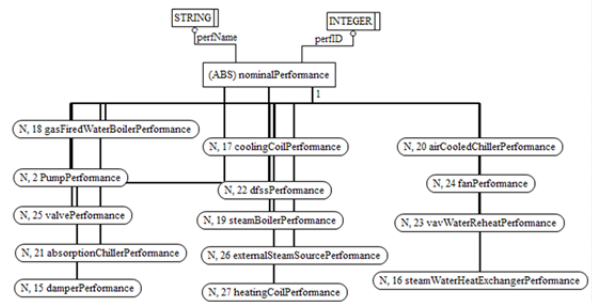 STRING
INTEGER
perfName
perfID
(ABS) nominalPerformance
1
N, 18 gasFiredWaterBoilerPerformance
N, 17 coolingCoilPerformance
N, 20 airCooledChillerPerformance
N, 2 PumpPerformance
N, 22 dfssPerformance
N, 24 fanPerformance
N, 25 valvePerformance
N, 19 steamBoilerPerformance
N, 23 vavWaterReheatPerformance
N, 21 absorptionChillerPerformance
N, 26 externalSteamSourcePerformance
N, 15 damperPerformance
N, 27 heatingCoilPerformance
N, 16 steamWaterHeatExchangerPerformance